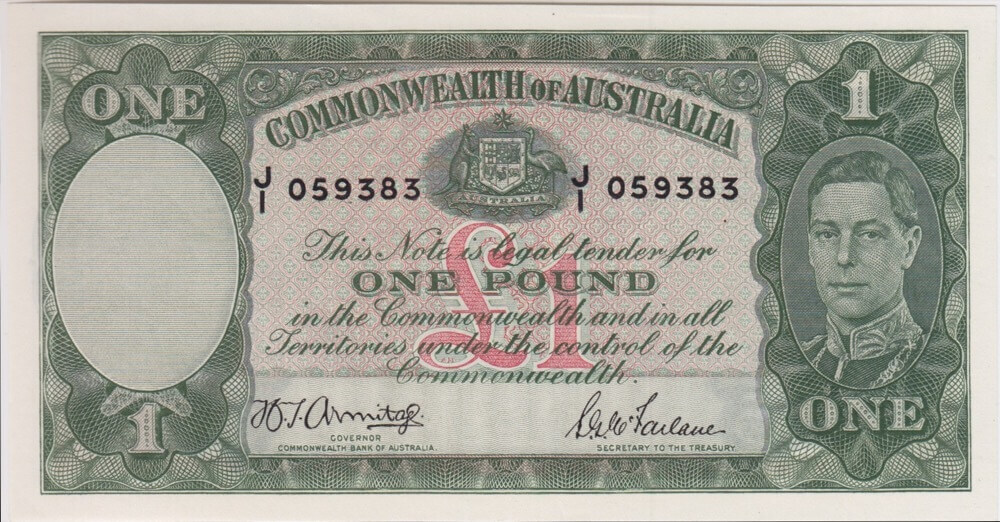 ONE
1
COMMONWEALTH OF AUSTRALIA
J/1 059383
J/1 059383
AUSTRALIA
£1
This Note is legal tender for
ONE POUND
in the Commonwealth and in all
Territories under the control of the
Commonwealth.
H.T. Armitage.
S.G. McFarlane
GOVERNOR
COMMONWEALTH BANK OF AUSTRALIA.
SECRETARY TO THE TREASURY.
1
ONE